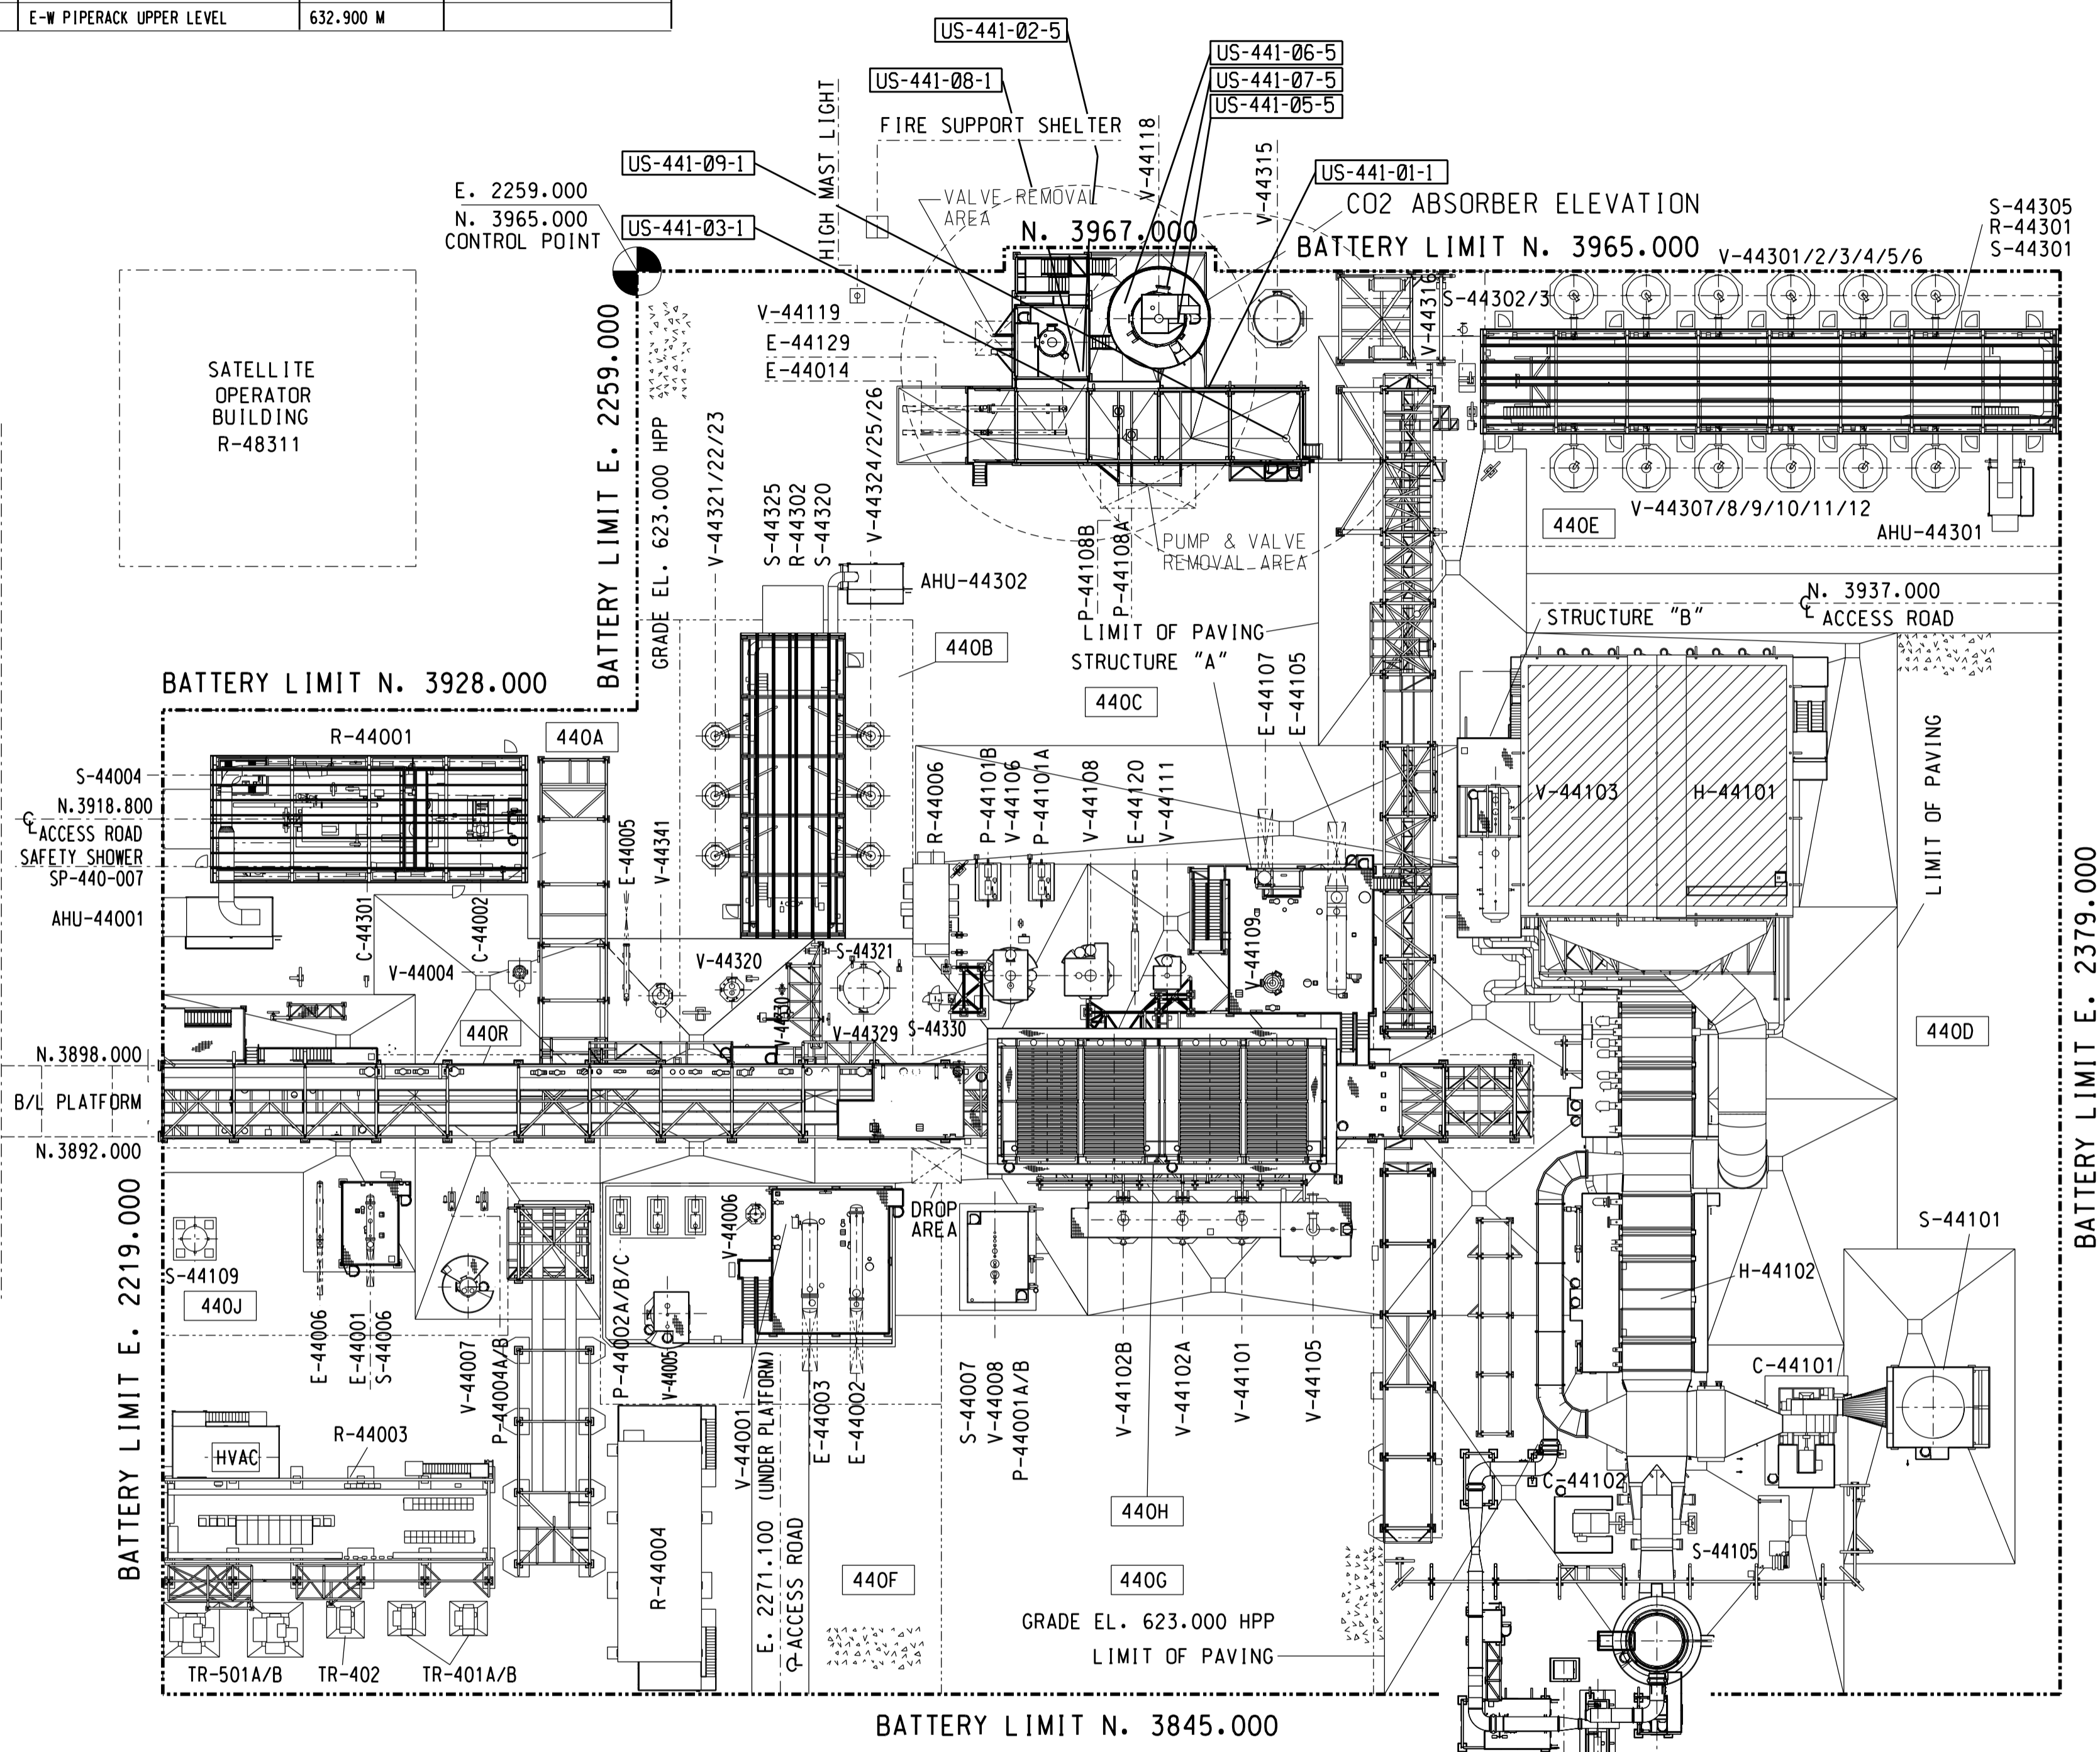 E-W PIPERACK UPPER LEVEL
632.900 M
US-441-02-5
US-441-08-1
US-441-06-5
US-441-07-5
US-441-05-5
HIGH MAST LIGHT
FIRE SUPPORT SHELTER
V-44118
V-44315
US-441-09-1
US-441-01-1
E. 2259.000
N. 3965.000
CONTROL POINT
US-441-03-1
VALVE REMOVAL
AREA
N. 3967.000
CO2 ABSORBER ELEVATION
BATTERY LIMIT N. 3965.000
S-44305
R-44301
S-44301
V-44301/2/3/4/5/6
S-44302/3
V-44316
V-44119
E-44129
E-44014
SATELLITE
OPERATOR
BUILDING
R-48311
BATTERY LIMIT E. 2259.000
GRADE EL. 623.000 HPP
V-44321/22/23
S-44325
R-44302
S-44320
V-44324/25/26
AHU-44302
P-44108B
P-44108A
PUMP & VALVE
REMOVAL AREA
V-44307/8/9/10/11/12
440E
AHU-44301
N. 3937.000
℄ ACCESS ROAD
STRUCTURE "B"
LIMIT OF PAVING
STRUCTURE "A"
440B
440C
E-44107
E-44105
BATTERY LIMIT N. 3928.000
R-44001
440A
S-44004
N.3918.800
℄ ACCESS ROAD
SAFETY SHOWER
SP-440-007
AHU-44001
C-44301
C-44002
E-44005
V-44341
R-44006
P-44101B
V-44106
P-44101A
V-44108
E-44120
V-44111
V-44103
H-44101
LIMIT OF PAVING
BATTERY LIMIT E. 2379.000
V-44004
V-44320
S-44321
V-44330
V-44329
S-44330
V-44109
440R
440D
N.3898.000
B/L PLATFORM
N.3892.000
BATTERY LIMIT E. 2219.000
S-44109
440J
E-44006
E-44001
S-44006
V-44007
P-44004A/B
P-44002A/B/C
V-44005
V-44006
V-44001 (UNDER PLATFORM)
E-44003
E-44002
DROP
AREA
S-44007
V-44008
P-44001A/B
V-44102B
V-44102A
V-44101
V-44105
S-44101
H-44102
C-44101
C-44102
S-44105
HVAC
R-44003
R-44004
E. 2271.100
℄ ACCESS ROAD
440H
440F
440G
GRADE EL. 623.000 HPP
LIMIT OF PAVING
TR-501A/B
TR-402
TR-401A/B
BATTERY LIMIT N. 3845.000